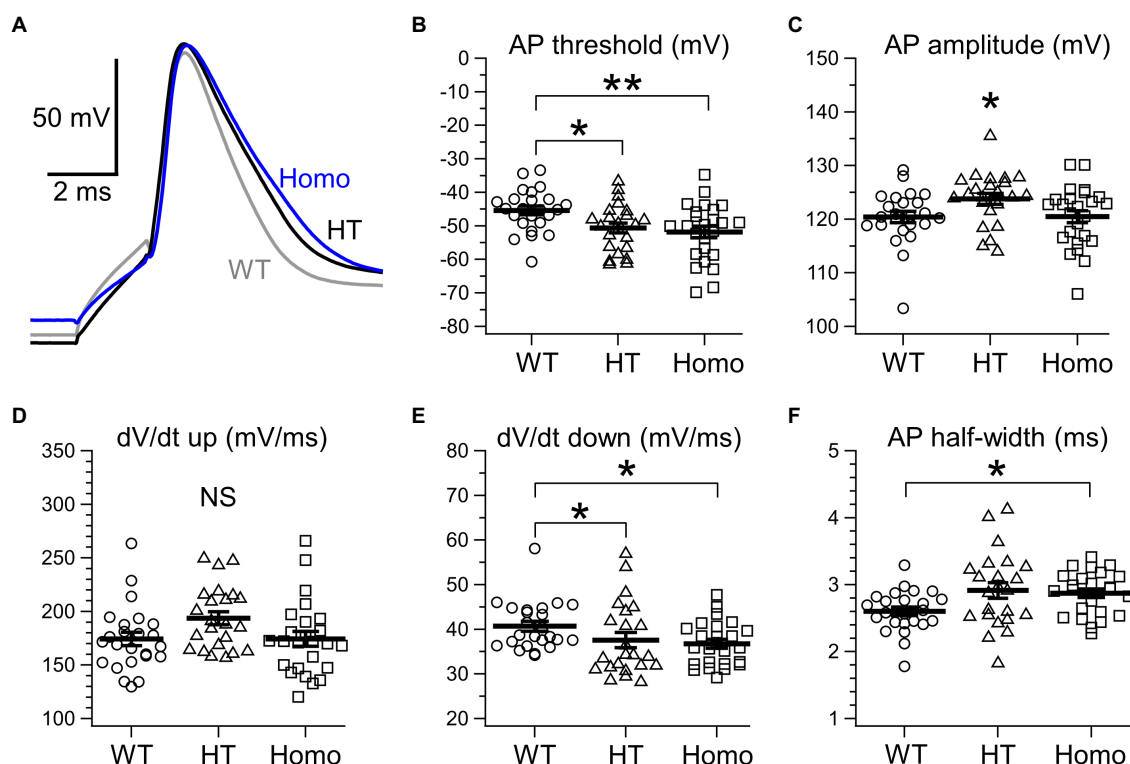 A
50 mV
2 ms
Homo
HT
WT
B
AP threshold (mV)
0
-10
-20
-30
-40
-50
-60
-70
-80
**
*
WT HT Homo
C
AP amplitude (mV)
150
140
130
120
110
100
*
WT HT Homo
D
dV/dt up (mV/ms)
350
300
250
200
150
100
NS
WT HT Homo
E
dV/dt down (mV/ms)
80
70
60
50
40
30
20
*
*
WT HT Homo
F
AP half-width (ms)
5
4
3
2
1
*
WT HT Homo